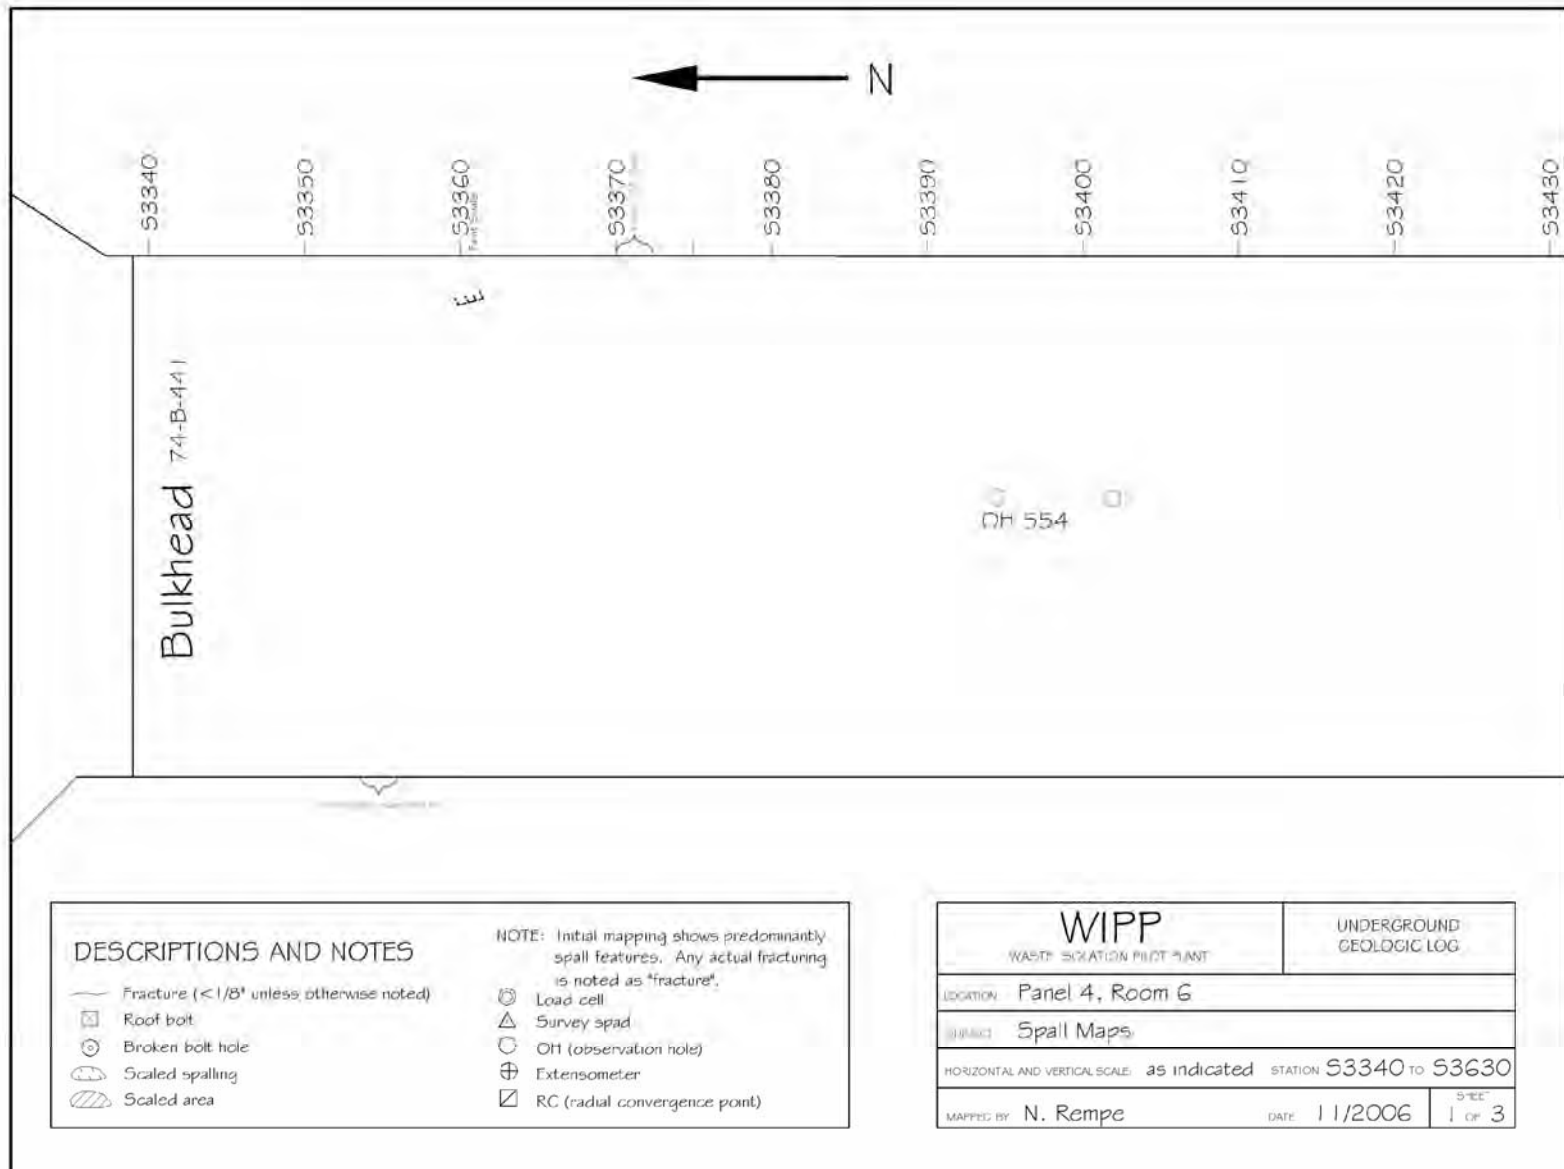 N
S3340
S3350
S3360
S3370
S3380
S3390
S3400
S3410
S3420
S3430
Paint Spade
Bulkhead 74-B-441
OH 554
DESCRIPTIONS AND NOTES
Fracture (<1/8" unless otherwise noted)
Roof bolt
Broken bolt hole
Scaled spalling
Scaled area
NOTE: Initial mapping shows predominantly
spall features. Any actual fracturing
is noted as "fracture".
Load cell
Survey spad
OH (observation hole)
Extensometer
RC (radial convergence point)
WIPP
WASTE ISOLATION PILOT PLANT
UNDERGROUND
GEOLOGIC LOG
LOCATION Panel 4, Room 6
SUBJECT Spall Maps
HORIZONTAL AND VERTICAL SCALE: as indicated STATION S3340 TO S3630
MAPPED BY N. Rempe DATE 11/2006
SHEET
1 OF 3